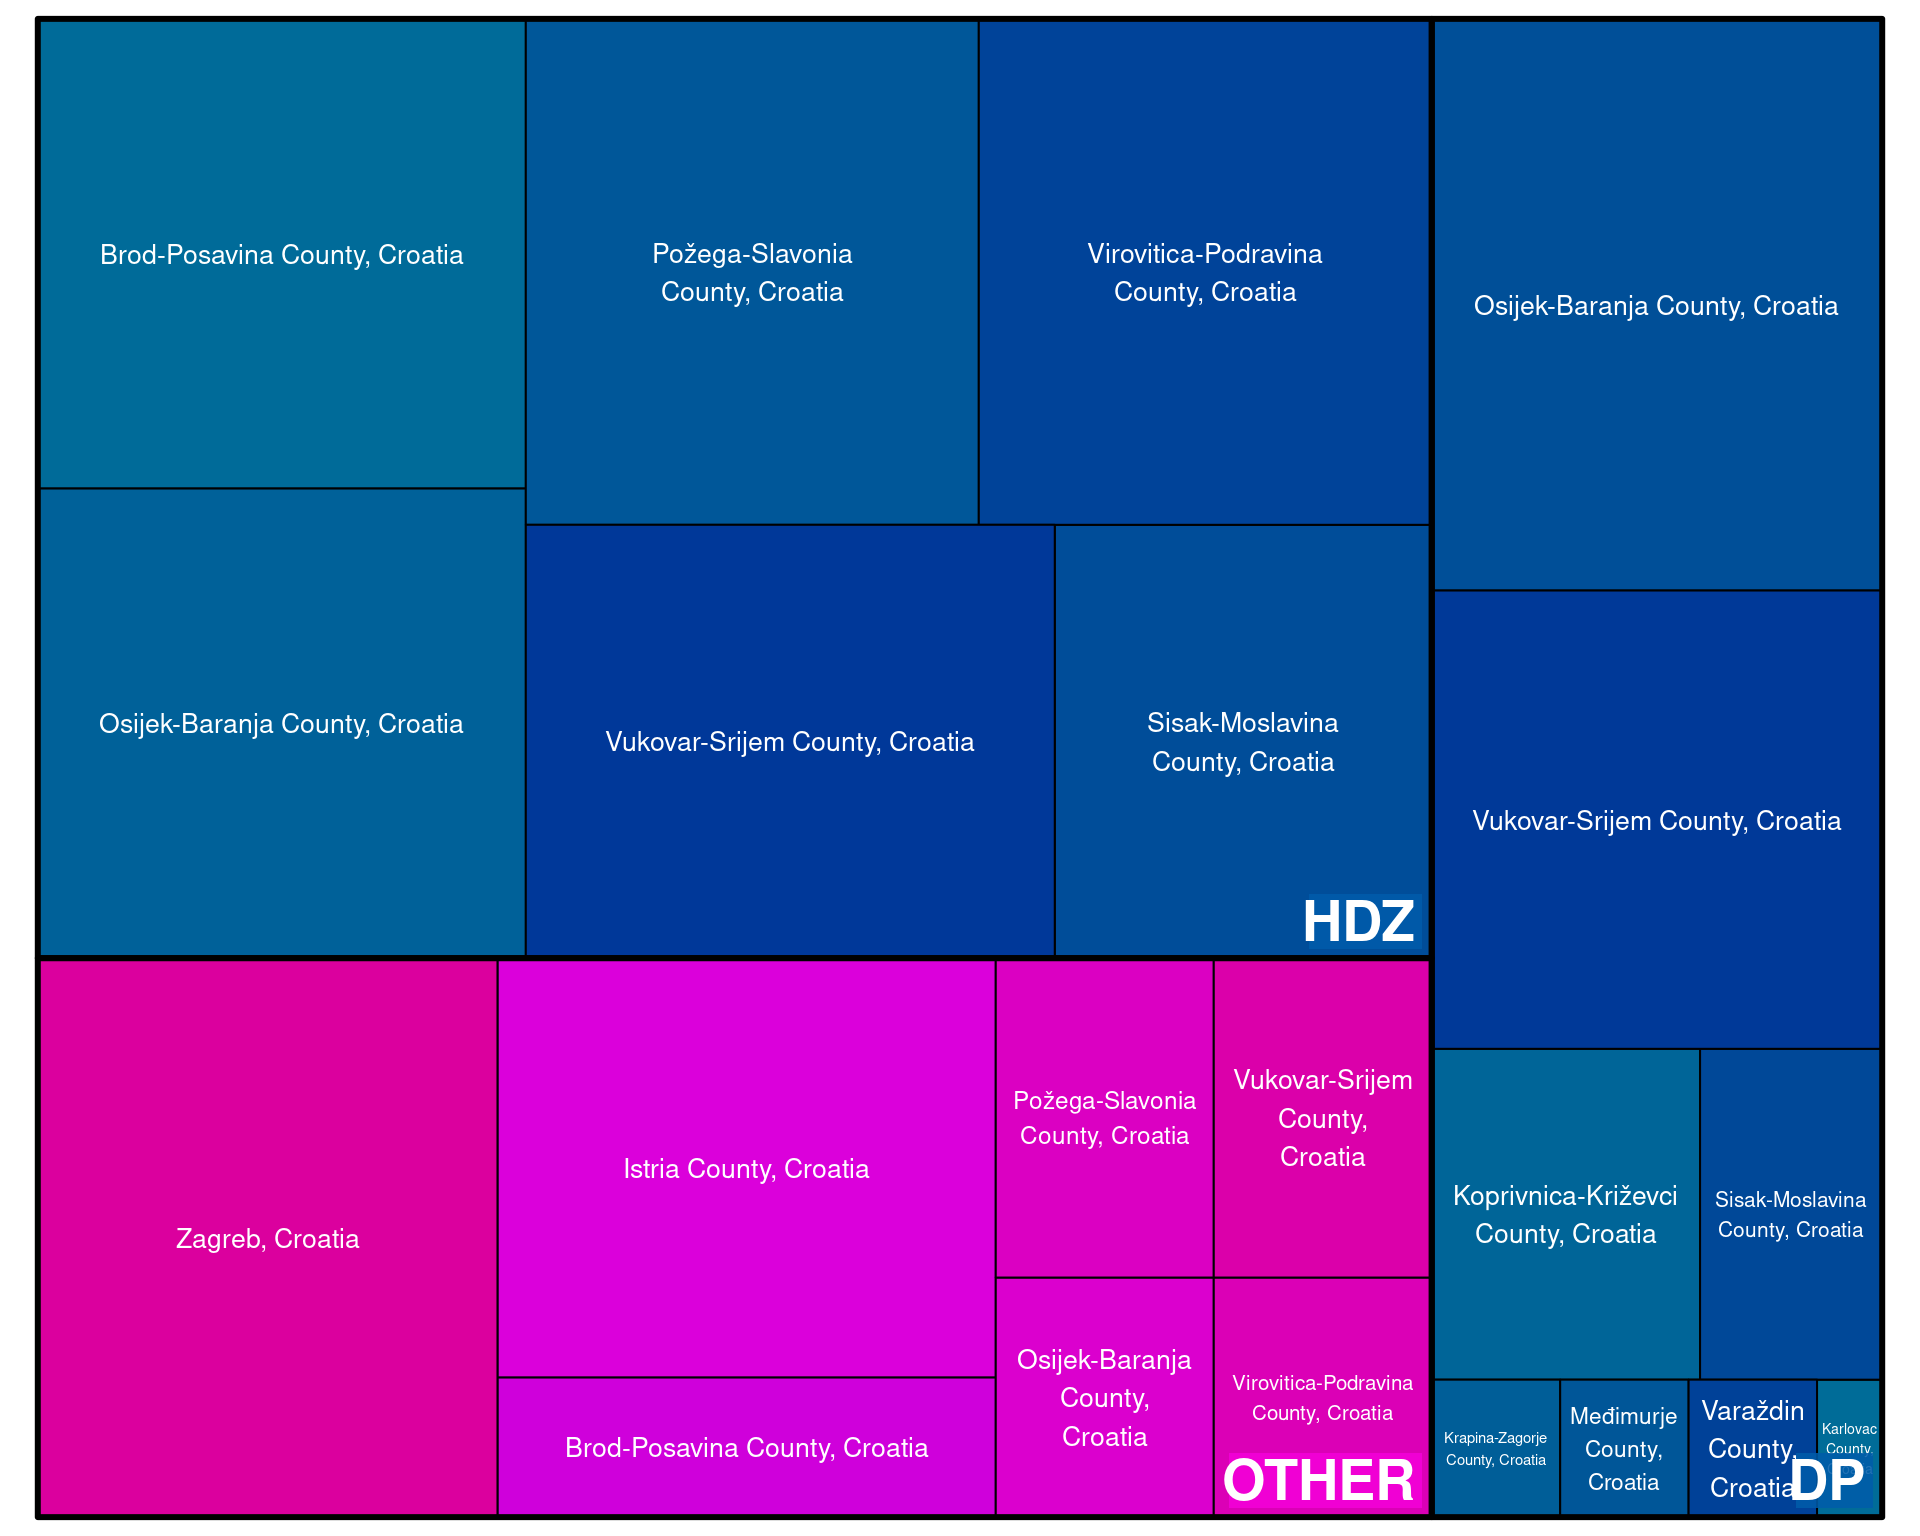 Brod-Posavina County, Croatia
Požega-Slavonia
County, Croatia
Virovitica-Podravina
County, Croatia
Osijek-Baranja County, Croatia
Osijek-Baranja County, Croatia
Vukovar-Srijem County, Croatia
Sisak-Moslavina
County, Croatia
HDZ
Vukovar-Srijem County, Croatia
Zagreb, Croatia
Istria County, Croatia
Brod-Posavina County, Croatia
Požega-Slavonia
County, Croatia
Vukovar-Srijem
County,
Croatia
Osijek-Baranja
County,
Croatia
Virovitica-Podravina
County, Croatia
OTHER
Koprivnica-Križevci
County, Croatia
Sisak-Moslavina
County, Croatia
Krapina-Zagorje
County, Croatia
Međimurje
County,
Croatia
Varaždin
County,
Croatia
Karlovac
County,
DP